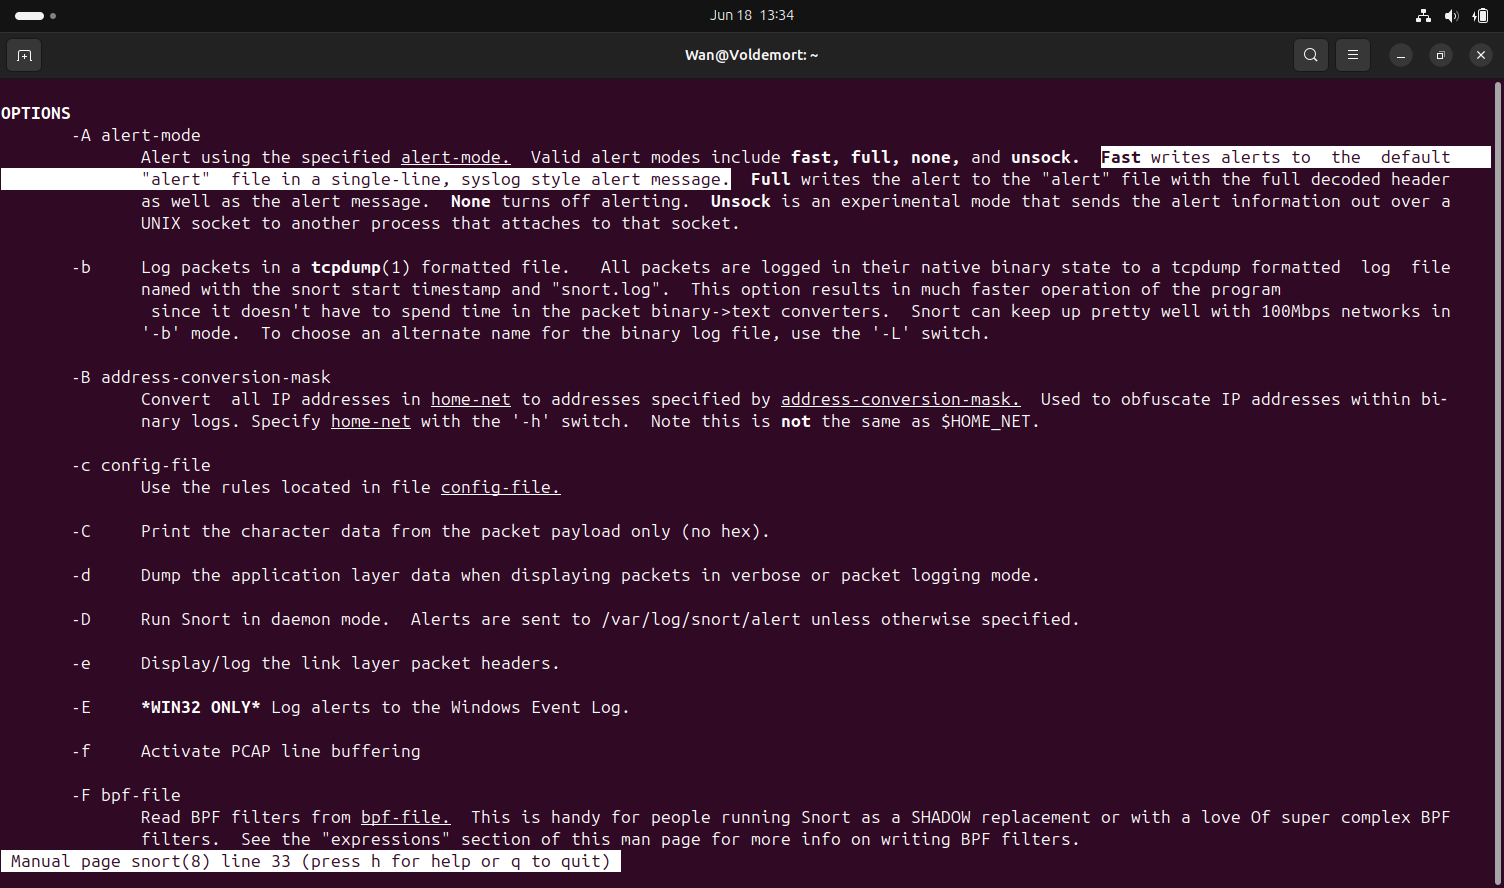 Jun 18  13:34
Wan@Voldemort: ~
OPTIONS
-A alert-mode
Alert using the specified alert-mode.  Valid alert modes include fast, full, none, and unsock.  Fast writes alerts to  the  default
"alert"  file in a single-line, syslog style alert message.  Full writes the alert to the "alert" file with the full decoded header
as well as the alert message.  None turns off alerting.  Unsock is an experimental mode that sends the alert information out over a
UNIX socket to another process that attaches to that socket.
-b     Log packets in a tcpdump(1) formatted file.   All packets are logged in their native binary state to a tcpdump formatted  log  file
named with the snort start timestamp and "snort.log".  This option results in much faster operation of the program
since it doesn't have to spend time in the packet binary->text converters.  Snort can keep up pretty well with 100Mbps networks in
'-b' mode.  To choose an alternate name for the binary log file, use the '-L' switch.
-B address-conversion-mask
Convert  all IP addresses in home-net to addresses specified by address-conversion-mask.  Used to obfuscate IP addresses within bi-
nary logs. Specify home-net with the '-h' switch.  Note this is not the same as $HOME_NET.
-c config-file
Use the rules located in file config-file.
-C     Print the character data from the packet payload only (no hex).
-d     Dump the application layer data when displaying packets in verbose or packet logging mode.
-D     Run Snort in daemon mode.  Alerts are sent to /var/log/snort/alert unless otherwise specified.
-e     Display/log the link layer packet headers.
-E     *WIN32 ONLY* Log alerts to the Windows Event Log.
-f     Activate PCAP line buffering
-F bpf-file
Read BPF filters from bpf-file.  This is handy for people running Snort as a SHADOW replacement or with a love Of super complex BPF
filters.  See the "expressions" section of this man page for more info on writing BPF filters.
Manual page snort(8) line 33 (press h for help or q to quit)